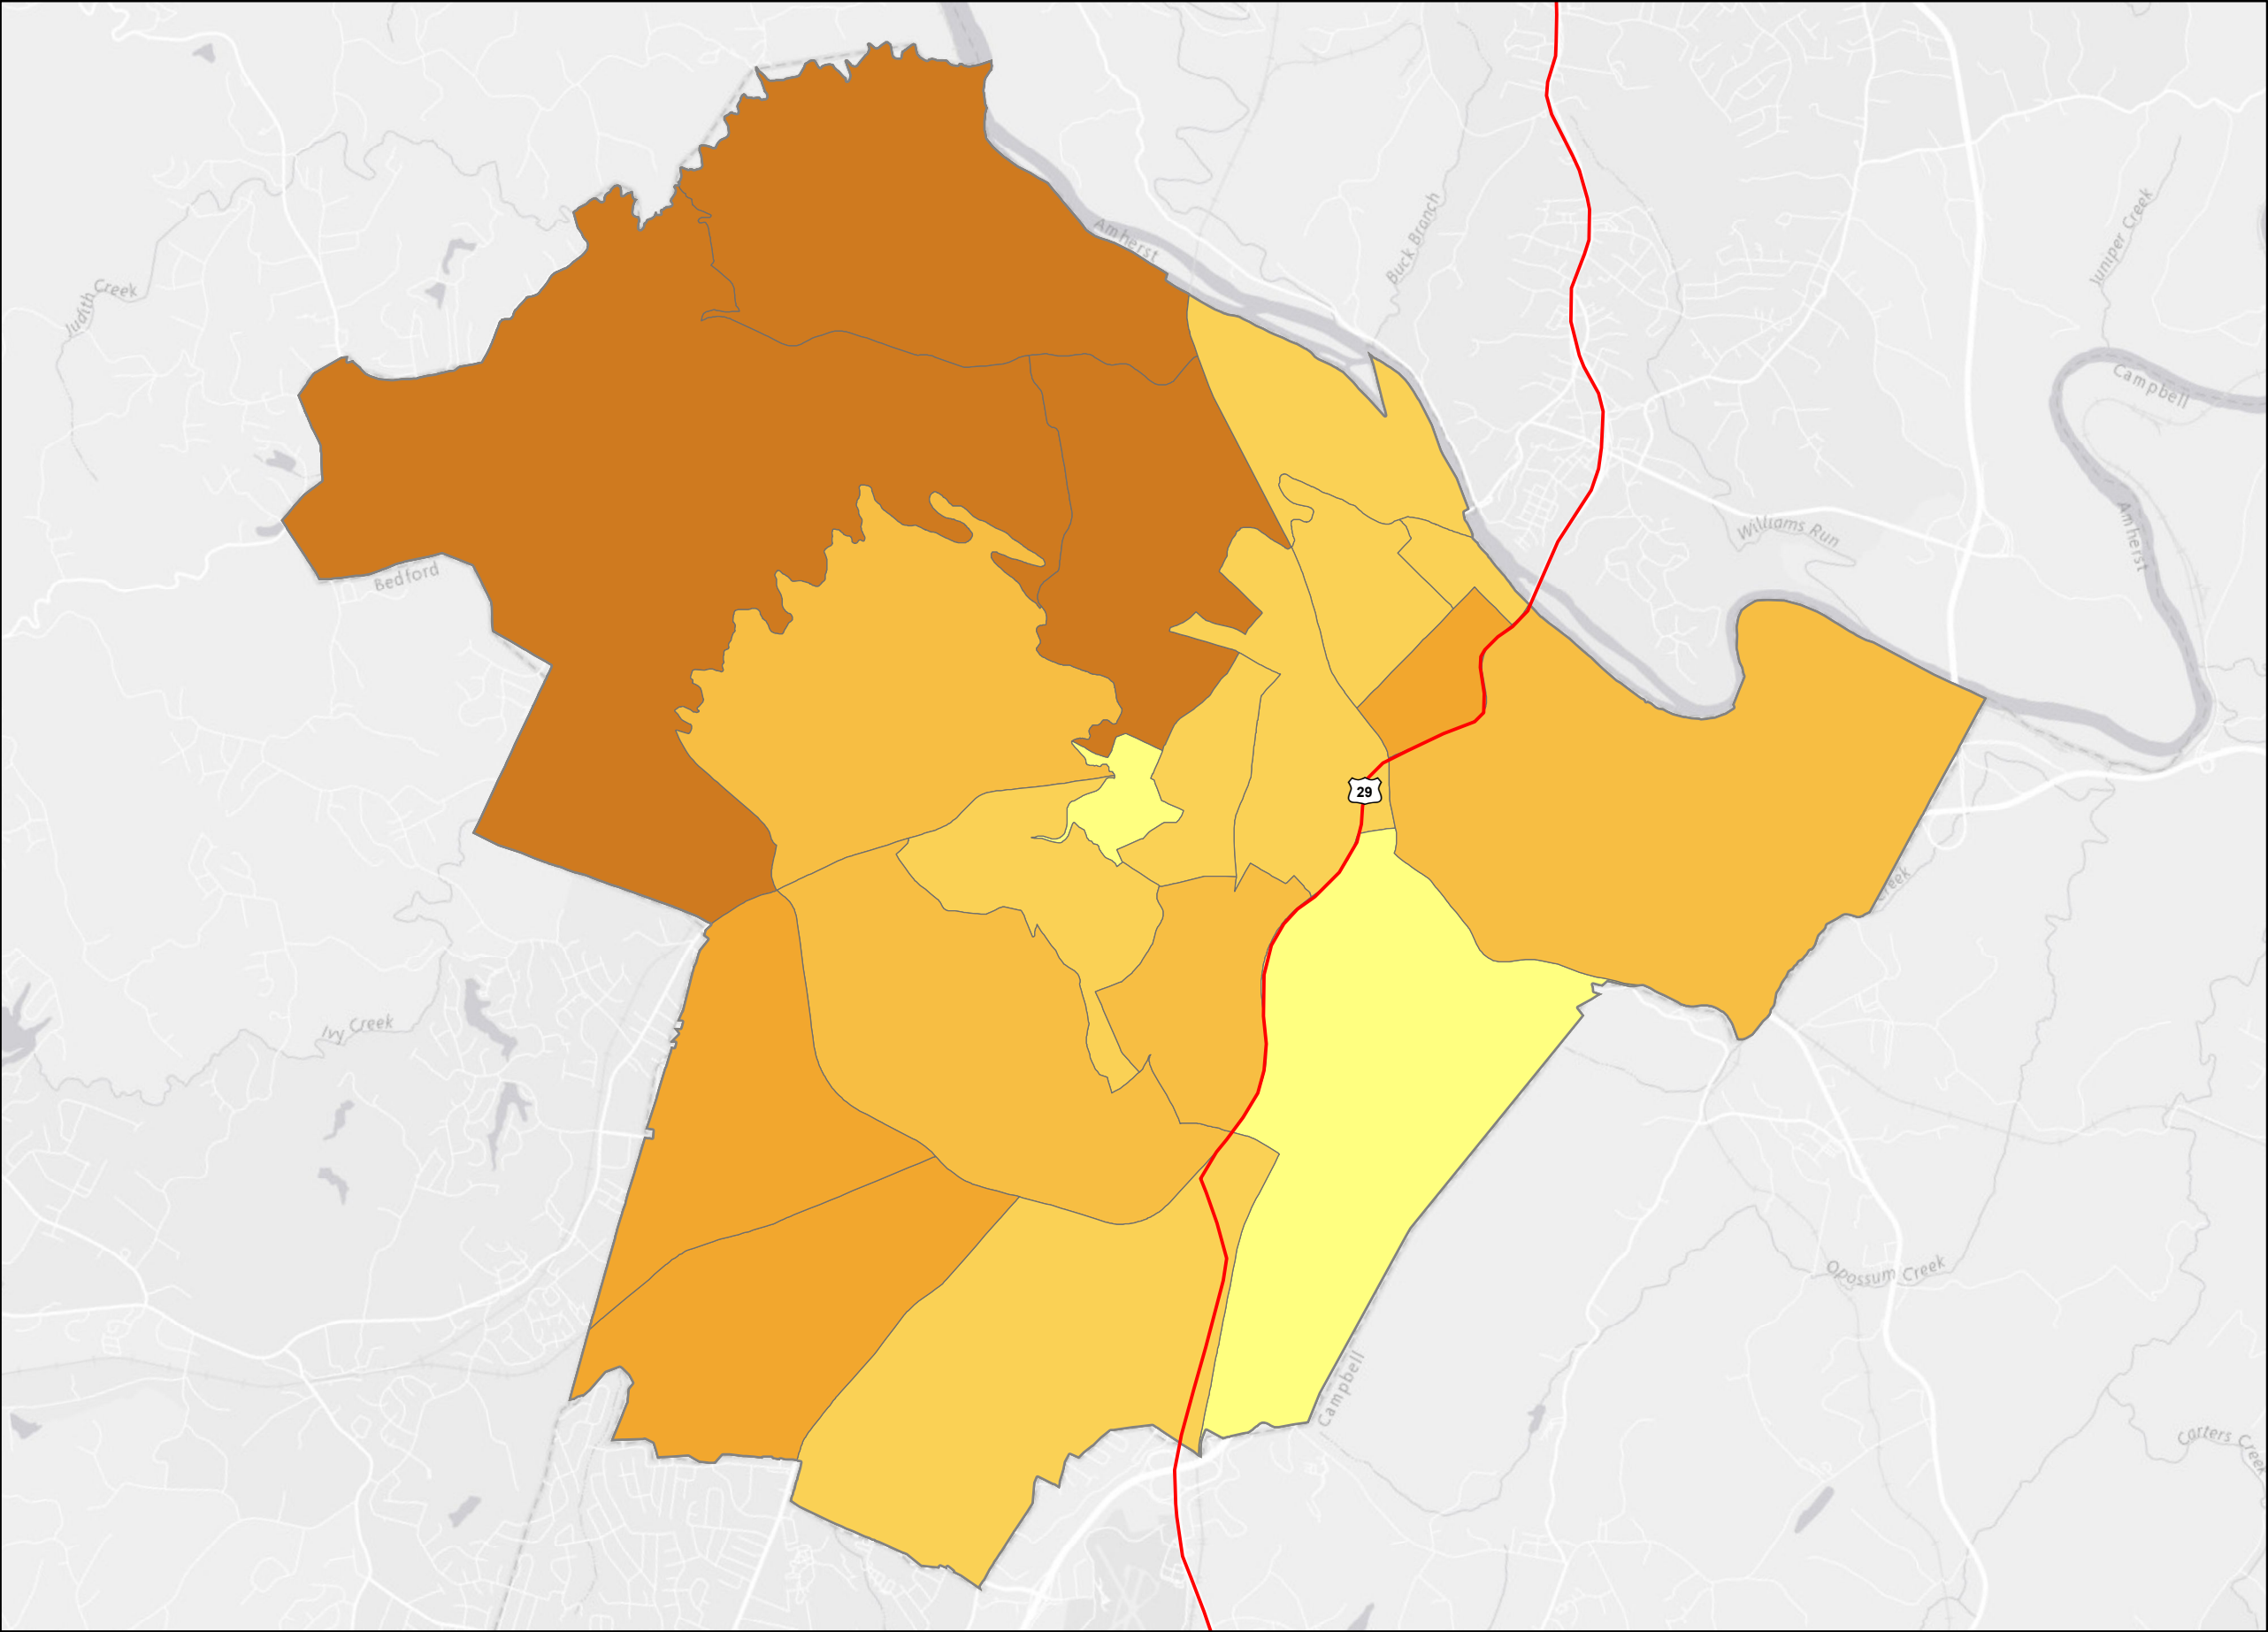 Amherst
Buck Branch
Juniper Creek
Judith Creek
Campbell
Williams Run
Amherst
Bedford
29
Creek
Ivy Creek
Opossum Creek
Campbell
Carters Creek